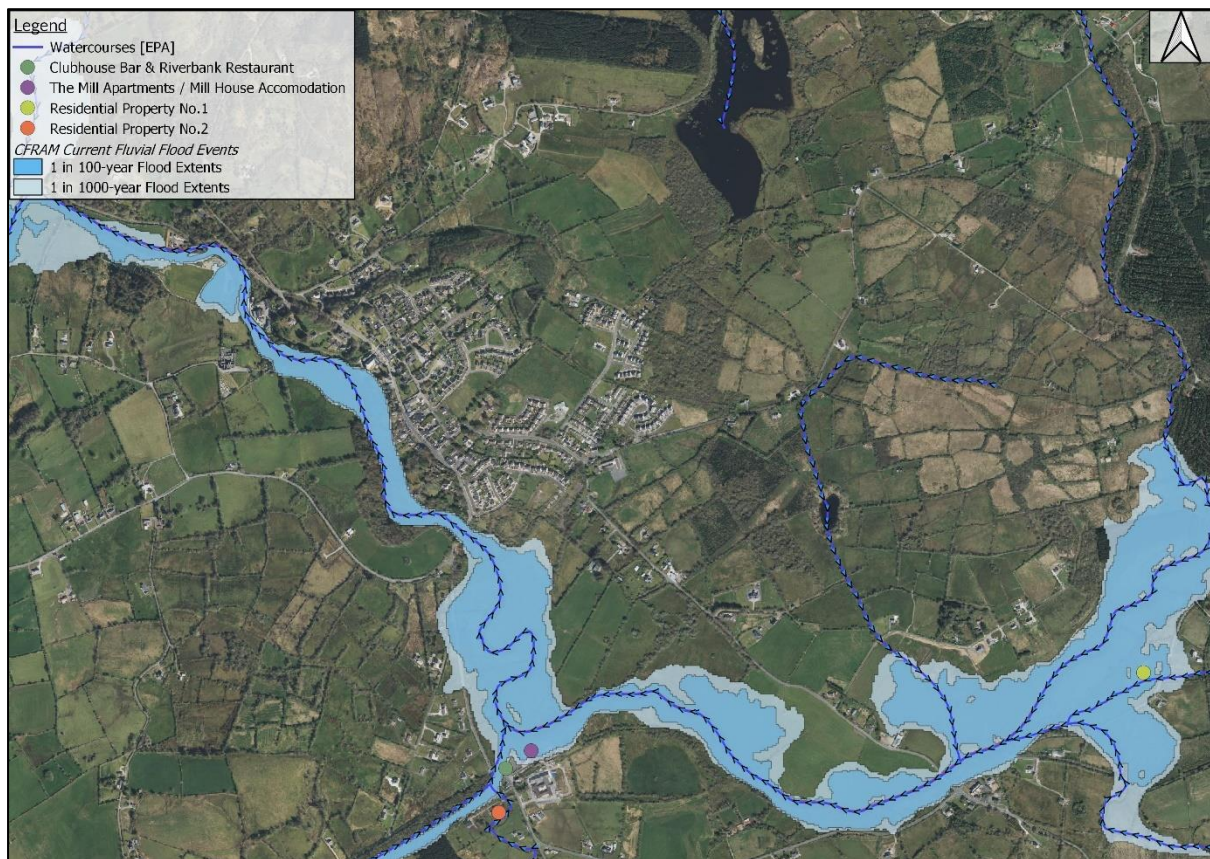 Legend
Watercourses [EPA]
Clubhouse Bar & Riverbank Restaurant
The Mill Apartments / Mill House Accomodation
Residential Property No.1
Residential Property No.2
CFRAM Current Fluvial Flood Events
1 in 100-year Flood Extents
1 in 1000-year Flood Extents